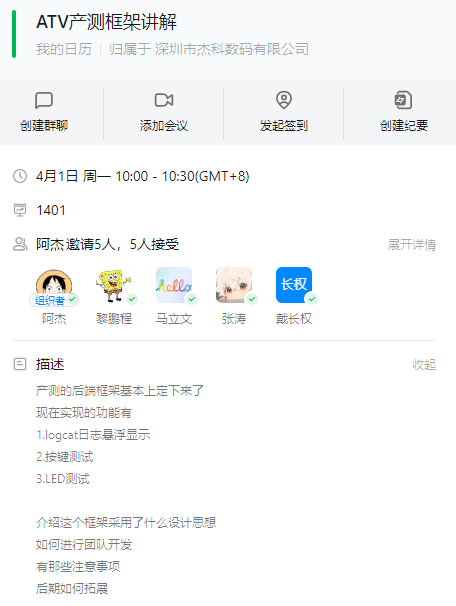 ATV产测框架讲解
我的日历 | 归属于 深圳市杰科数码有限公司
创建群聊 添加会议 发起签到 创建纪要
4月1日 周一 10:00 - 10:30(GMT+8)
1401
阿杰 邀请5人，5人接受 展开详情
hello 长权
组织者
阿杰 黎鹏程 马立文 张涛 戴长权
描述 收起
产测的后端框架基本上定下来了
现在实现的功能有
1.logcat日志悬浮显示
2.按键测试
3.LED测试
介绍这个框架采用了什么设计思想
如何进行团队开发
有那些注意事项
后期如何拓展